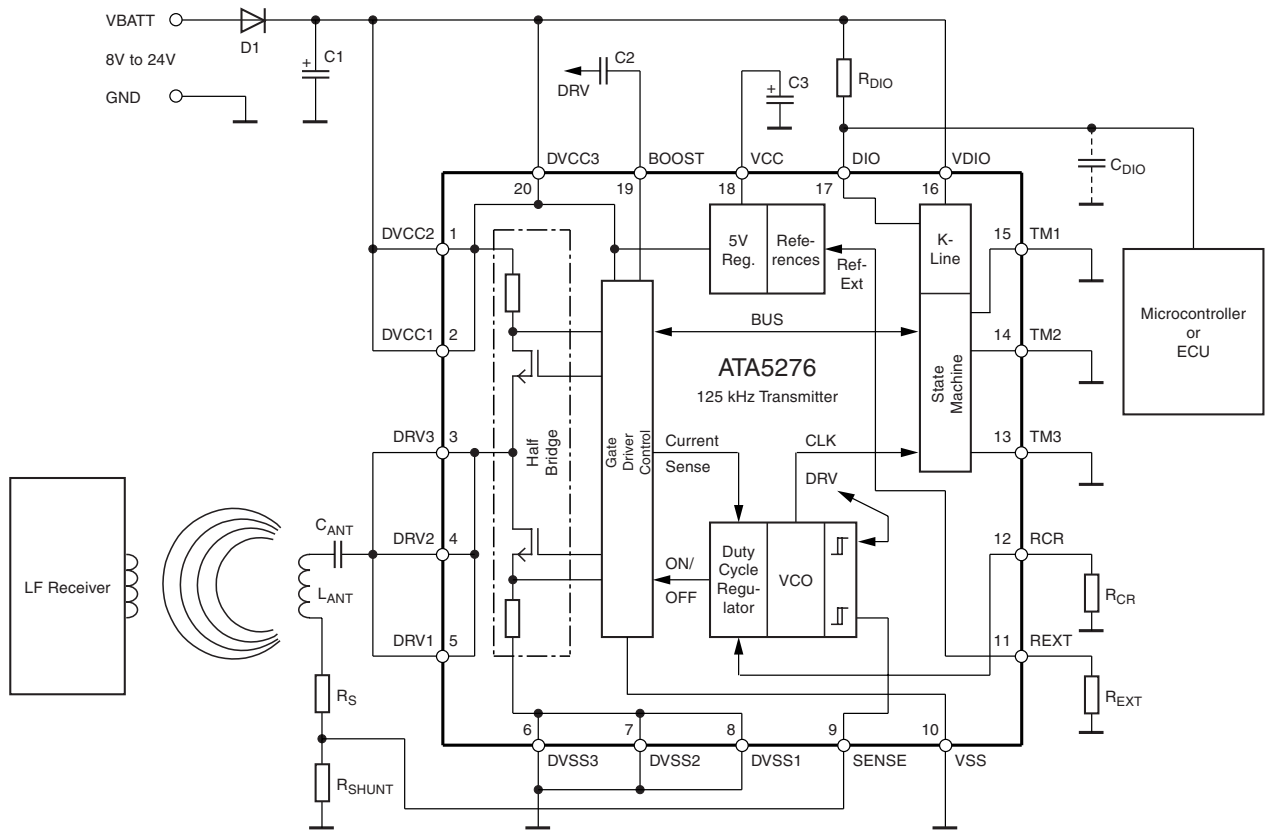 VBATT
D1
8V to 24V
GND
+
C1
C2
DRV
+
C3
RDIO
CDIO
DVCC3
BOOST
VCC
DIO
VDIO
20
19
18
17
16
DVCC2
1
DVCC1
2
DRV3
3
DRV2
4
DRV1
5
5V
Reg.
Refe-
rences
Ref-
Ext
K-
Line
State
Machine
15
TM1
14
TM2
13
TM3
12
RCR
11
REXT
RCR
REXT
Microcontroller
or
ECU
BUS
ATA5276
125 kHz Transmitter
Half
Bridge
Gate
Driver
Control
Current
Sense
CLK
DRV
ON/
OFF
Duty
Cycle
Regu-
lator
VCO
LF Receiver
CANT
LANT
RS
RSHUNT
6
7
8
9
10
DVSS3
DVSS2
DVSS1
SENSE
VSS